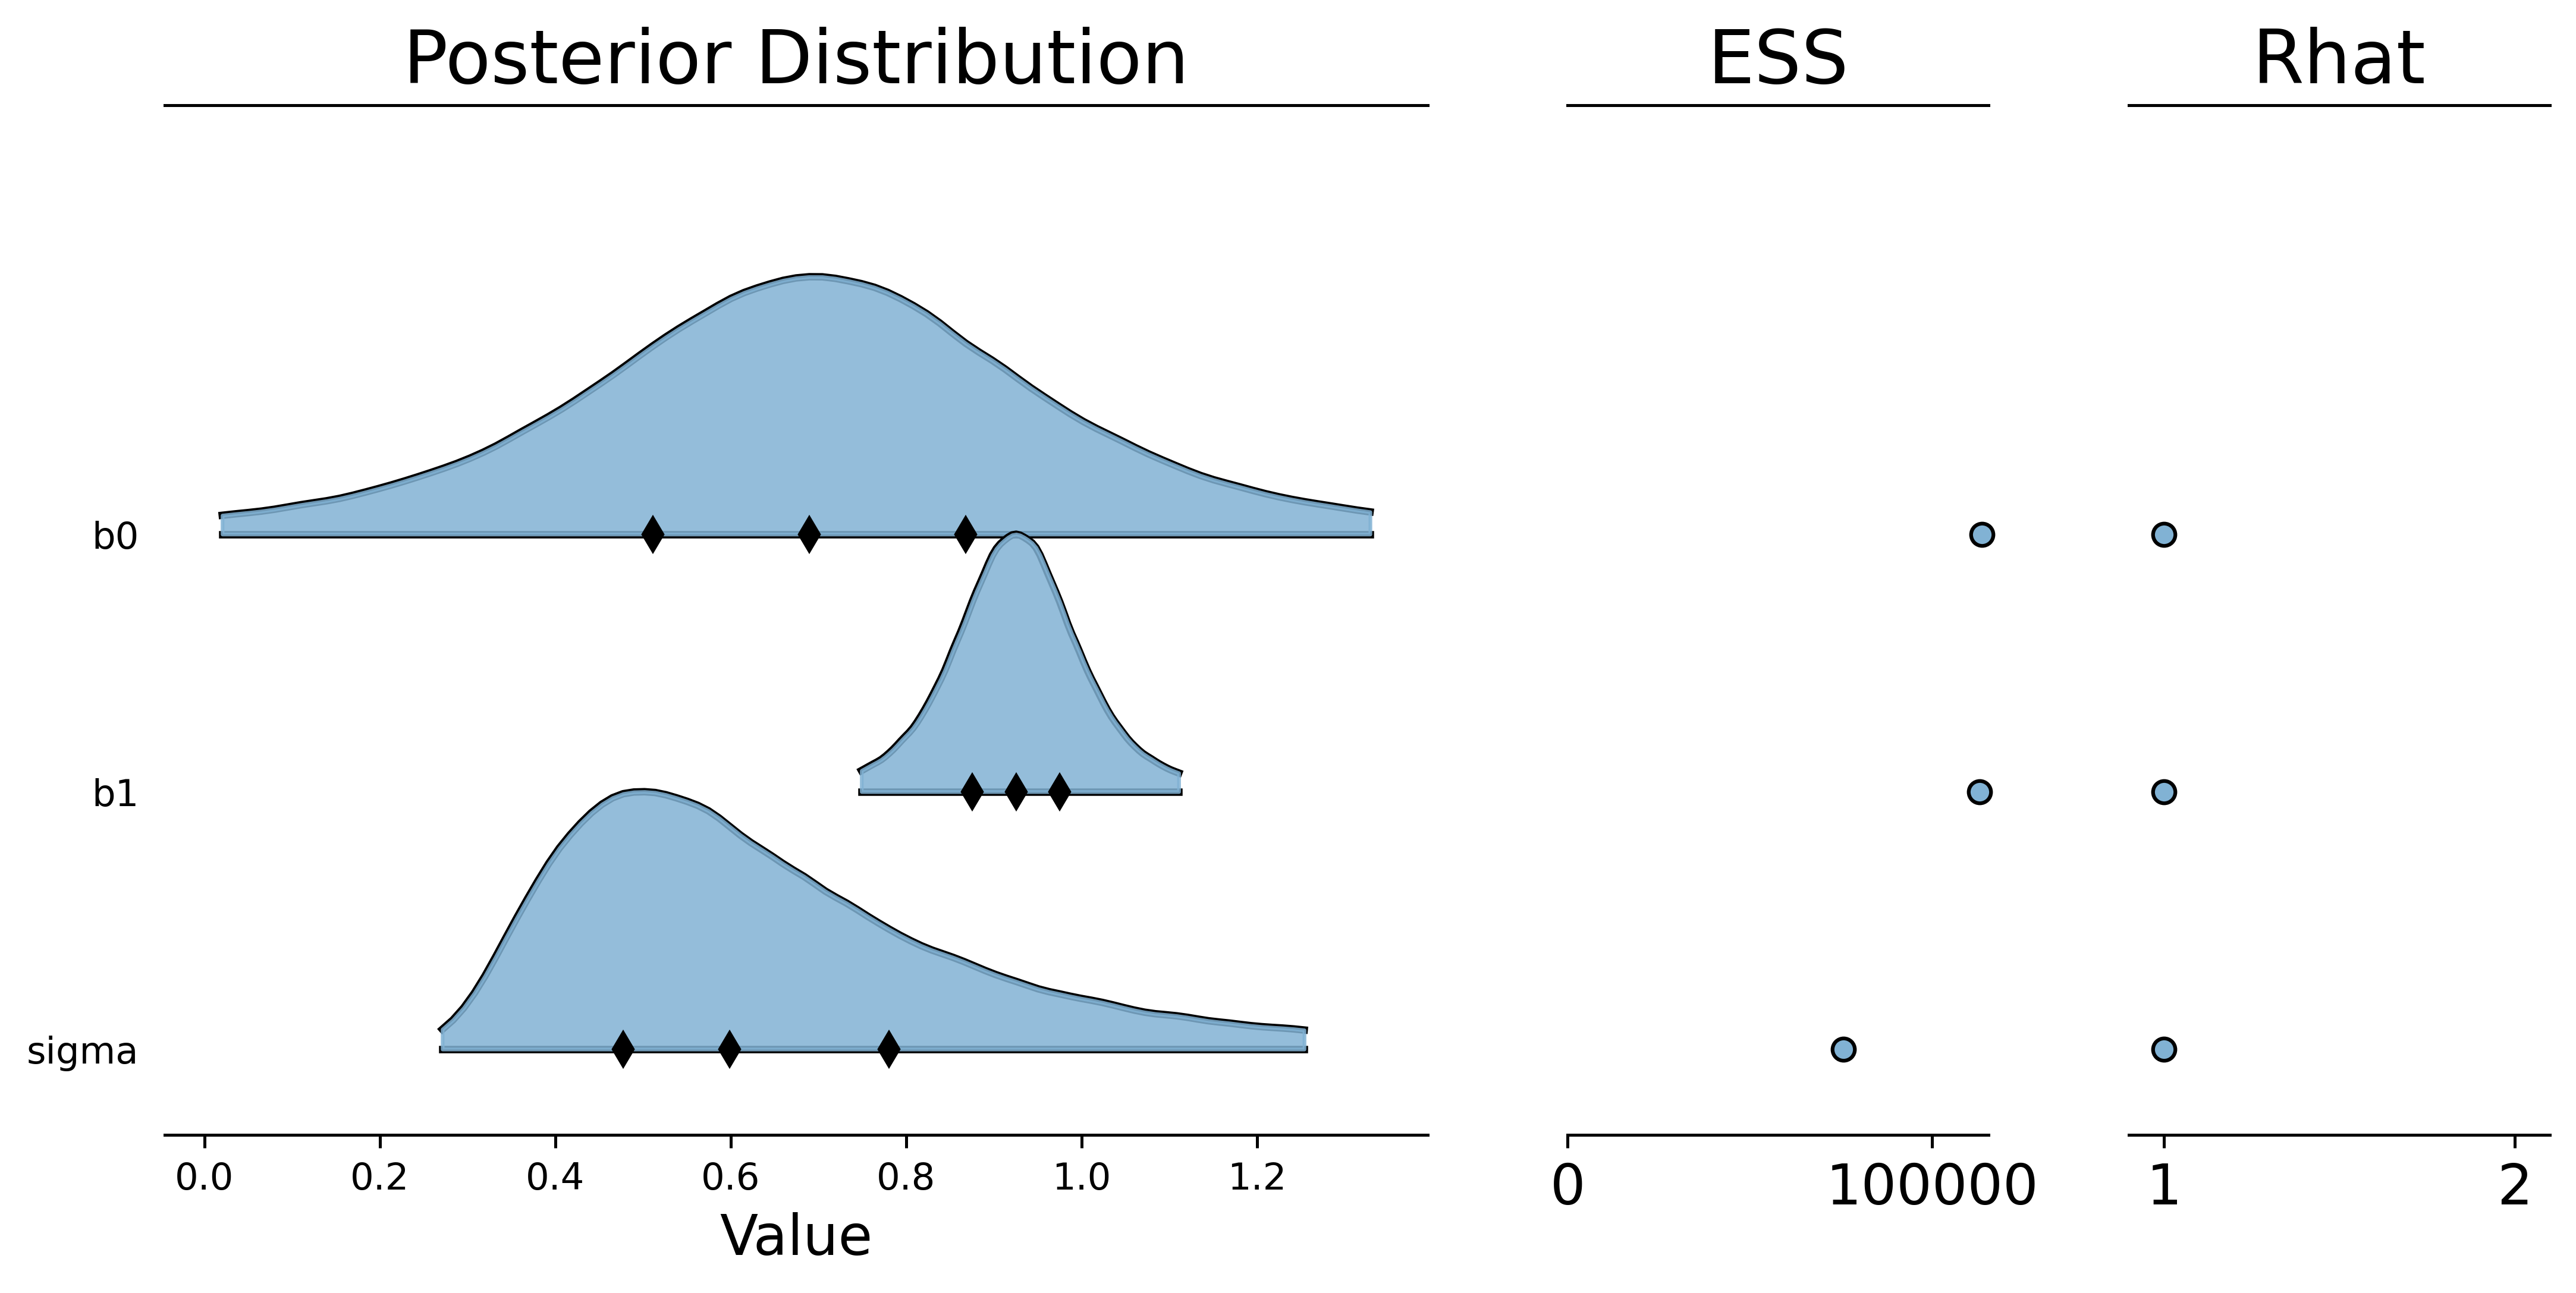 Posterior Distribution
ESS
Rhat
b0
b1
sigma
0.0 0.2 0.4 0.6 0.8 1.0 1.2
0 100000
1 2
Value